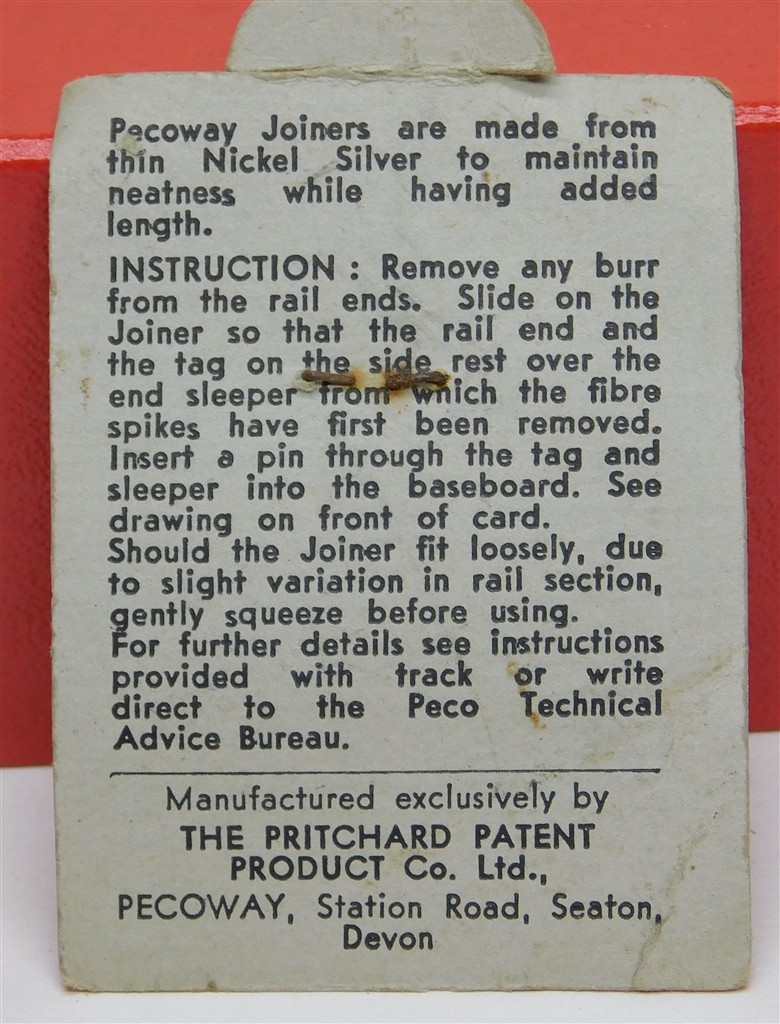 Pecoway Joiners are made from
thin Nickel Silver to maintain
neatness while having added
length.
INSTRUCTION : Remove any burr
from the rail ends. Slide on the
Joiner so that the rail end and
the tag on the side rest over the
end sleeper from which the fibre
spikes have first been removed.
Insert a pin through the tag and
sleeper into the baseboard. See
drawing on front of card.
Should the Joiner fit loosely, due
to slight variation in rail section,
gently squeeze before using.
For further details see instructions
provided with track or write
direct to the Peco Technical
Advice Bureau.
Manufactured exclusively by
THE PRITCHARD PATENT
PRODUCT Co. Ltd.,
PECOWAY, Station Road, Seaton,
Devon